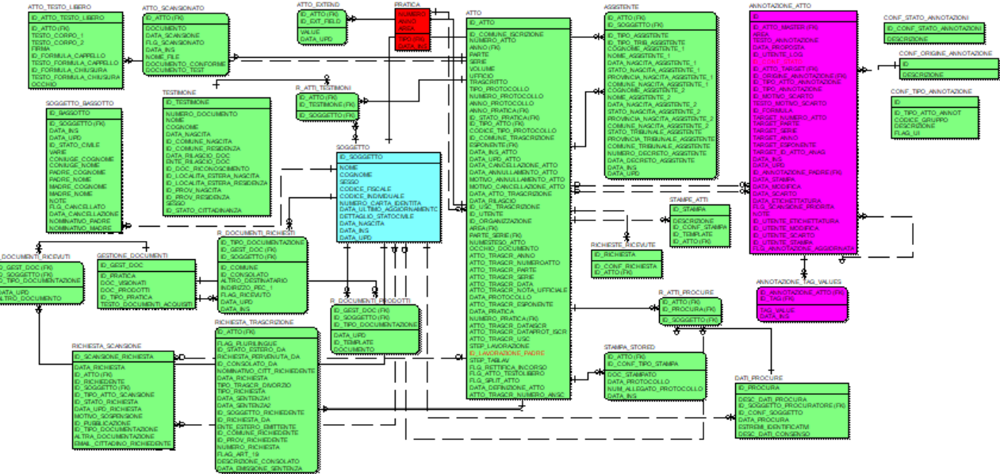 ATTO_TESTO_LIBERO
ID_ATTO_TESTO_LIBERO
ID_ATTO (FK)
TESTO_CORPO_1
TESTO_CORPO_2
FIRMA
ID_FORMULA_CAPPELLO
TESTO_FORMULA_CAPPELLO
ID_FORMULA_CHIUSURA
TESTO_FORMULA_CHIUSURA
OCCHIO
ATTO_SCANSIONATO
ID_ATTO (FK)
DOCUMENTO
DATA_SCANSIONE
FLG_SCANSIONATO
DATA_INS
NOME_FILE
DOCUMENTO_CONFORME
DOCUMENTO_TEST
ATTO_EXTEND
ID_ATTO (FK)
ID_EXT_FIELD
VALUE
DATA_UPD
PRATICA
NUMERO
ANNO
AREA
TIPO (FK)
DATA_INS
ATTO
ID_ATTO
ID_COMUNE_ISCRIZIONE
NUMERO_ATTO
ANNO (FK)
PARTE
SERIE
VOLUME
UFFICIO
TRASCRITTO
TIPO_PROTOCOLLO
NUMERO_PROTOCOLLO
ANNO_PROTOCOLLO
ANNO_PRATICA (FK)
ID_STATO_PRATICA (FK)
ID_TIPO_ATTO (FK)
CODICE_TIPO_PROTOCOLLO
ID_COMUNE_TRASCRIZIONE
ESPONENTE (FK)
DATA_INS_ATTO
DATA_UPD_ATTO
DATA_CANCELLAZIONE_ATTO
DATA_ANNULLAMENTO_ATTO
MOTIVO_ANNULLAMENTO_ATTO
MOTIVO_CANCELLAZIONE_ATTO
DATA_ATTO_TRASCRIZIONE
DATA_RILASCIO
ID_USC_TRASCRIZIONE
ID_UTENTE
ID_ORGANIZZAZIONE
AREA (FK)
PARTE_SERIE (FK)
NUMESTESO_ATTO
OCCHIO_DOCUMENTO
ATTO_TRASCR_ANNO
ATTO_TRASCR_NUMEROATTO
ATTO_TRASCR_PARTE
ATTO_TRASCR_SERIE
ATTO_TRASCR_DATA
ATTO_TRASCR_NOTA_UFFICIALE
DATA_PROTOCOLLO
ATTO_TRASCR_ESPONENTE
DATA_PRATICA
NUMERO_PRATICA (FK)
ATTO_TRASCR_DATAISCR
ATTO_TRASCR_DATAPROT_ISCR
ATTO_TRASCR_USC
STEP_LAVORAZIONE
ID_LAVORAZIONE_PADRE
STEP_TABLAV
FLG_RETTIFICA_INCORSO
FLG_ATTO_TESTOLIBERO
FLG_SPLIT_ATTO
DATA_DEFINIZIONE_ATTO
ATTO_TRASCR_NUMERO_ANSC
ASSISTENTE
ID_ATTO (FK)
ID_SOGGETTO (FK)
ID_TIPO_ASSISTENTE
ID_TIPO_TRIB_ASSISTENTE
COGNOME_ASSISTENTE_1
NOME_ASSISTENTE_1
DATA_NASCITA_ASSISTENTE_1
STATO_NASCITA_ASSISTENTE_1
PROVINCIA_NASCITA_ASSISTENTE_1
COMUNE_NASCITA_ASSISTENTE_1
COGNOME_ASSISTENTE_2
NOME_ASSISTENTE_2
DATA_NASCITA_ASSISTENTE_2
STATO_NASCITA_ASSISTENTE_2
PROVINCIA_NASCITA_ASSISTENTE_2
COMUNE_NASCITA_ASSISTENTE_2
STATO_TRIBUNALE_ASSISTENTE
PROVINCIA_TRIBUNALE_ASSISTENTE
COMUNE_TRIBUNALE_ASSISTENTE
NUMERO_DECRETO_ASSISTENTE
DATA_DECRETO_ASSISTENTE
DATA_INS
DATA_UPD
ANNOTAZIONE_ATTO
ID
ID_ATTO_MASTER (FK)
AREA
TESTO_ANNOTAZIONE
DATA_PROPOSTA
ID_UTENTE_LOG
ID_ATTO_TARGET (FK)
ID_ORIGINE_ANNOTAZIONE (FK)
ID_TIPO_ATTO_ANNOTAZIONE
ID_ANNOTAZIONE
ID_MOTIVO_SCARTO
TESTO_MOTIVO_SCARTO
ID_FORMULA
TARGET_NUMERO_ATTO
TARGET_PARTE
TARGET_SERIE
TARGET_ANNO
TARGET_ESPONENTE
TARGET_ID_ATTO_ANAG
DATA_INS
DATA_UPD
ID_ANNOTAZIONE_PADRE (FK)
DATA_STAMPA
DATA_MODIFICA
DATA_SCARTO
DATA_ETICHETTATURA
FLG_SCANSIONE_PRIORITA
NOTE
ID_UTENTE_ETICHETTATURA
ID_UTENTE_MODIFICA
ID_UTENTE_SCARTO
ID_UTENTE_STAMPA
FLG_ANNOTAZIONE_AGGIORNATA
CONF_STATO_ANNOTAZIONI
ID_CONF_STATO_ANNOTAZIONI
DESCRIZIONE
CONF_ORIGINE_ANNOTAZIONE
ID
DESCRIZIONE
CONF_TIPO_ANNOTAZIONE
ID
ID_TIPO_ATTO_ANNOT
CODICE_GRUPPO
DESCRIZIONE
FLAG_UI
SOGGETTO_BASSOTTO
ID_BASSOTTO
ID_SOGGETTO (FK)
DATA_INS
DATA_UPD
ID_STATO_CIVILE
VARIE
CONIUGE_COGNOME
CONIUGE_NOME
PADRE_COGNOME
PADRE_NOME
MADRE_COGNOME
MADRE_NOME
NOTE
FLG_CANCELLATO
DATA_CANCELLAZIONE
NOMINATIVO_PADRE
NOMINATIVO_MADRE
TESTIMONE
ID_TESTIMONE
NUMERO_DOCUMENTO
NOME
COGNOME
DATA_NASCITA
ID_COMUNE_NASCITA
ID_COMUNE_RESIDENZA
DATA_RILASCIO_DOC
ENTE_RILASCIO_DOC
ID_DOC_RICONOSCIMENTO
ID_LOCALITA_ESTERA_NASCITA
ID_LOCALITA_ESTERA_RESIDENZA
ID_PROV_NASCITA
ID_PROV_RESIDENZA
SESSO
ID_STATO_CITTADINANZA
R_ATTI_TESTIMONI
ID_ATTO (FK)
ID_TESTIMONE (FK)
ID_SOGGETTO (FK)
SOGGETTO
ID_SOGGETTO
NOME
COGNOME
SESSO
CODICE_FISCALE
CODICE_INDIVIDUALE
NUMERO_CARTA_IDENTITA
DATA_ULTIMO_AGGIORNAMENTO
DETTAGLIO_STATOCIVILE
DATA_NASCITA
DATA_INS
DATA_UPD
STAMPE_ATTI
ID_STAMPA
DESCRIZIONE
ID_CONF_STAMPA
ID_TEMPLATE
ID_ATTO (FK)
RICHIESTE_RICEVUTE
ID_RICHIESTA
ID_CONF_RICHIESTA
ID_ATTO (FK)
_DOCUMENTI_RICEVUTI
ID_GEST_DOC (FK)
ID_SOGGETTO (FK)
ID_TIPO_DOCUMENTAZIONE
DATA_UPD
ALTRO_DOCUMENTO
GESTIONE_DOCUMENTI
ID_GEST_DOC
ID_PRATICA
DOC_VISIONATI
DOC_PRODOTTI
ID_TIPO_PRATICA
TESTO_DOCUMENTI_ACQUISITI
R_DOCUMENTI_RICHIESTI
ID_TIPO_DOCUMENTAZIONE
ID_GEST_DOC (FK)
ID_SOGGETTO (FK)
ID_COMUNE
ID_CONSOLATO
ALTRO_DESTINATARIO
INDIRIZZO_PEC_1
FLAG_RICEVUTO
DATA_UPD
DATA_INS
R_DOCUMENTI_PRODOTTI
ID_GEST_DOC (FK)
ID_SOGGETTO (FK)
ID_TIPO_DOCUMENTAZIONE
DATA_UPD
ID_TEMPLATE
DOCUMENTO
R_ATTI_PROCURE
ID_ATTO (FK)
ID_PROCURA (FK)
ID_SOGGETTO (FK)
ANNOTAZIONE_TAG_VALUES
ID_ANNOTAZIONE_ATTO (FK)
ID_TAG (FK)
TAG_VALUE
DATA_INS
RICHIESTA_SCANSIONE
ID_SCANSIONE_RICHIESTA
DATA_RICHIESTA
ID_ATTO (FK)
ID_RICHIEDENTE
ID_SOGGETTO (FK)
ID_TIPO_ATTO_SCANSIONE
ID_STATO_RICHIESTA
DATA_UPD_RICHIESTA
MOTIVO_SOSPENSIONE
ID_PUBBLICAZIONE
ID_TIPO_DOCUMENTAZIONE
ALTRA_DOCUMENTAZIONE
EMAIL_CITTADINO_RICHIEDENTE
RICHIESTA_TRASCRIZIONE
ID_ATTO (FK)
FLAG_PLURILINGUE
ID_STATO_ESTERO_DA
RICHIESTA_PERVENUTA_DA
ID_CONSOLATO_DA
NOMINATIVO_CITT_RICHIEDENTE
DATA_RICHIESTA
TIPO_TRASCR_DIVORZIO
TIPO_RICHIESTA
DATA_SENTENZA1
DATA_SENTENZA2
ID_SOGGETTO_RICHIEDENTE
ID_RICHIESTA_DA
ENTE_ESTERO_EMITTENTE
ID_COMUNE_RICHIEDENTE
ID_PROV_RICHIEDENTE
NUMERO_RICHIESTA
FLAG_ART_19
DESCRIZIONE_CONSOLATO
DATA_EMISSIONE_SENTENZA
STAMPA_STORED
ID_ATTO (FK)
ID_CONF_TIPO_STAMPA
DOC_STAMPATO
DATA_PROTOCOLLO
NUM_ALLEGATO_PROTOCOLLO
DATA_INS
DATI_PROCURE
ID_PROCURA
DESC_DATI_PROCURA
ID_SOGGETTO_PROCURATORE (FK)
ID_CONF_SOGGETTO
DATA_PROCURA
ESTREMI_IDENTIFICATIVI
DESC_DATI_CONSENSO